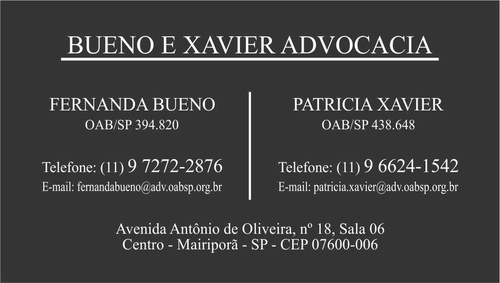 BUENO E XAVIER ADVOCACIA
FERNANDA BUENO
OAB/SP 394.820
Telefone: (11) 9 7272-2876
E-mail: fernandabueno@adv.oabsp.org.br
PATRICIA XAVIER
OAB/SP 438.648
Telefone: (11) 9 6624-1542
E-mail: patricia.xavier@adv.oabsp.org.br
Avenida Antônio de Oliveira, nº 18, Sala 06
Centro - Mairiporã - SP - CEP 07600-006